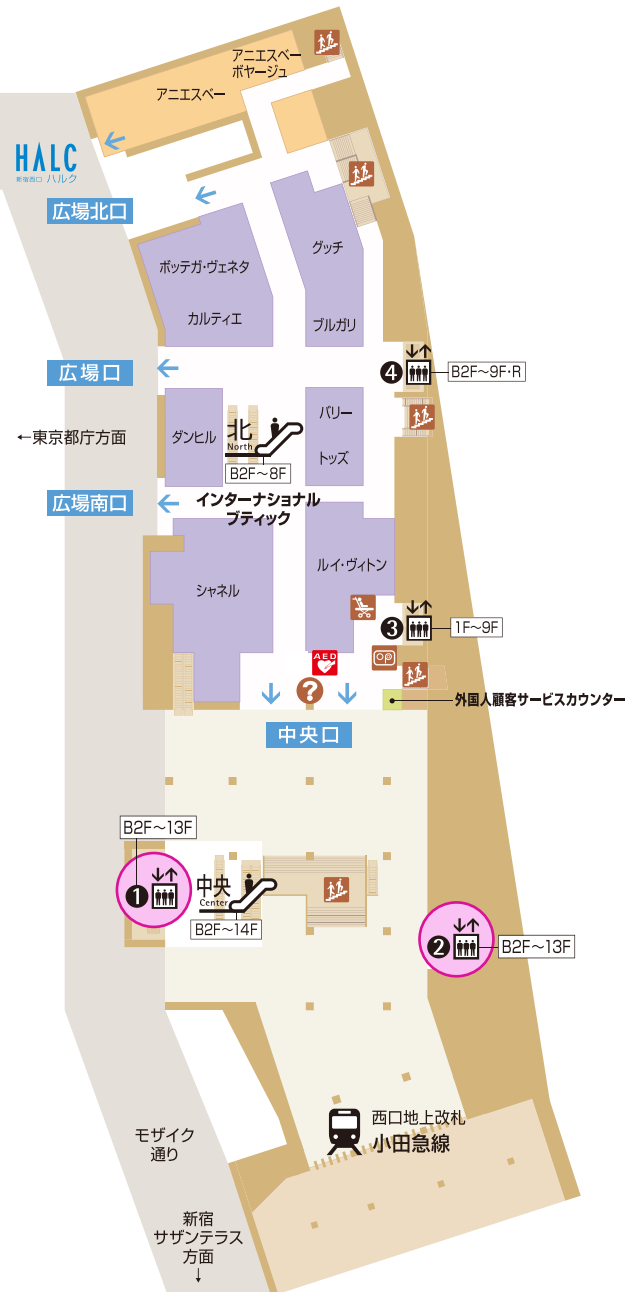 アニエスベー
ボヤージュ
アニエスベー
HALC
新宿西口 ハルク
広場北口
グッチ
ボッテガ・ヴェネタ
カルティエ
ブルガリ
広場口
4
B2F～9F・R
バリー
←東京都庁方面
ダンヒル
北
North
トッズ
B2F～8F
広場南口
インターナショナル
ブティック
シャネル
ルイ・ヴィトン
3
1F～9F
AED
OP
?
外国人顧客サービスカウンター
中央口
B2F～13F
1
中央
Center
B2F～14F
2
B2F～13F
西口地上改札
小田急線
モザイク
通り
新宿
サザンテラス
方面
↓